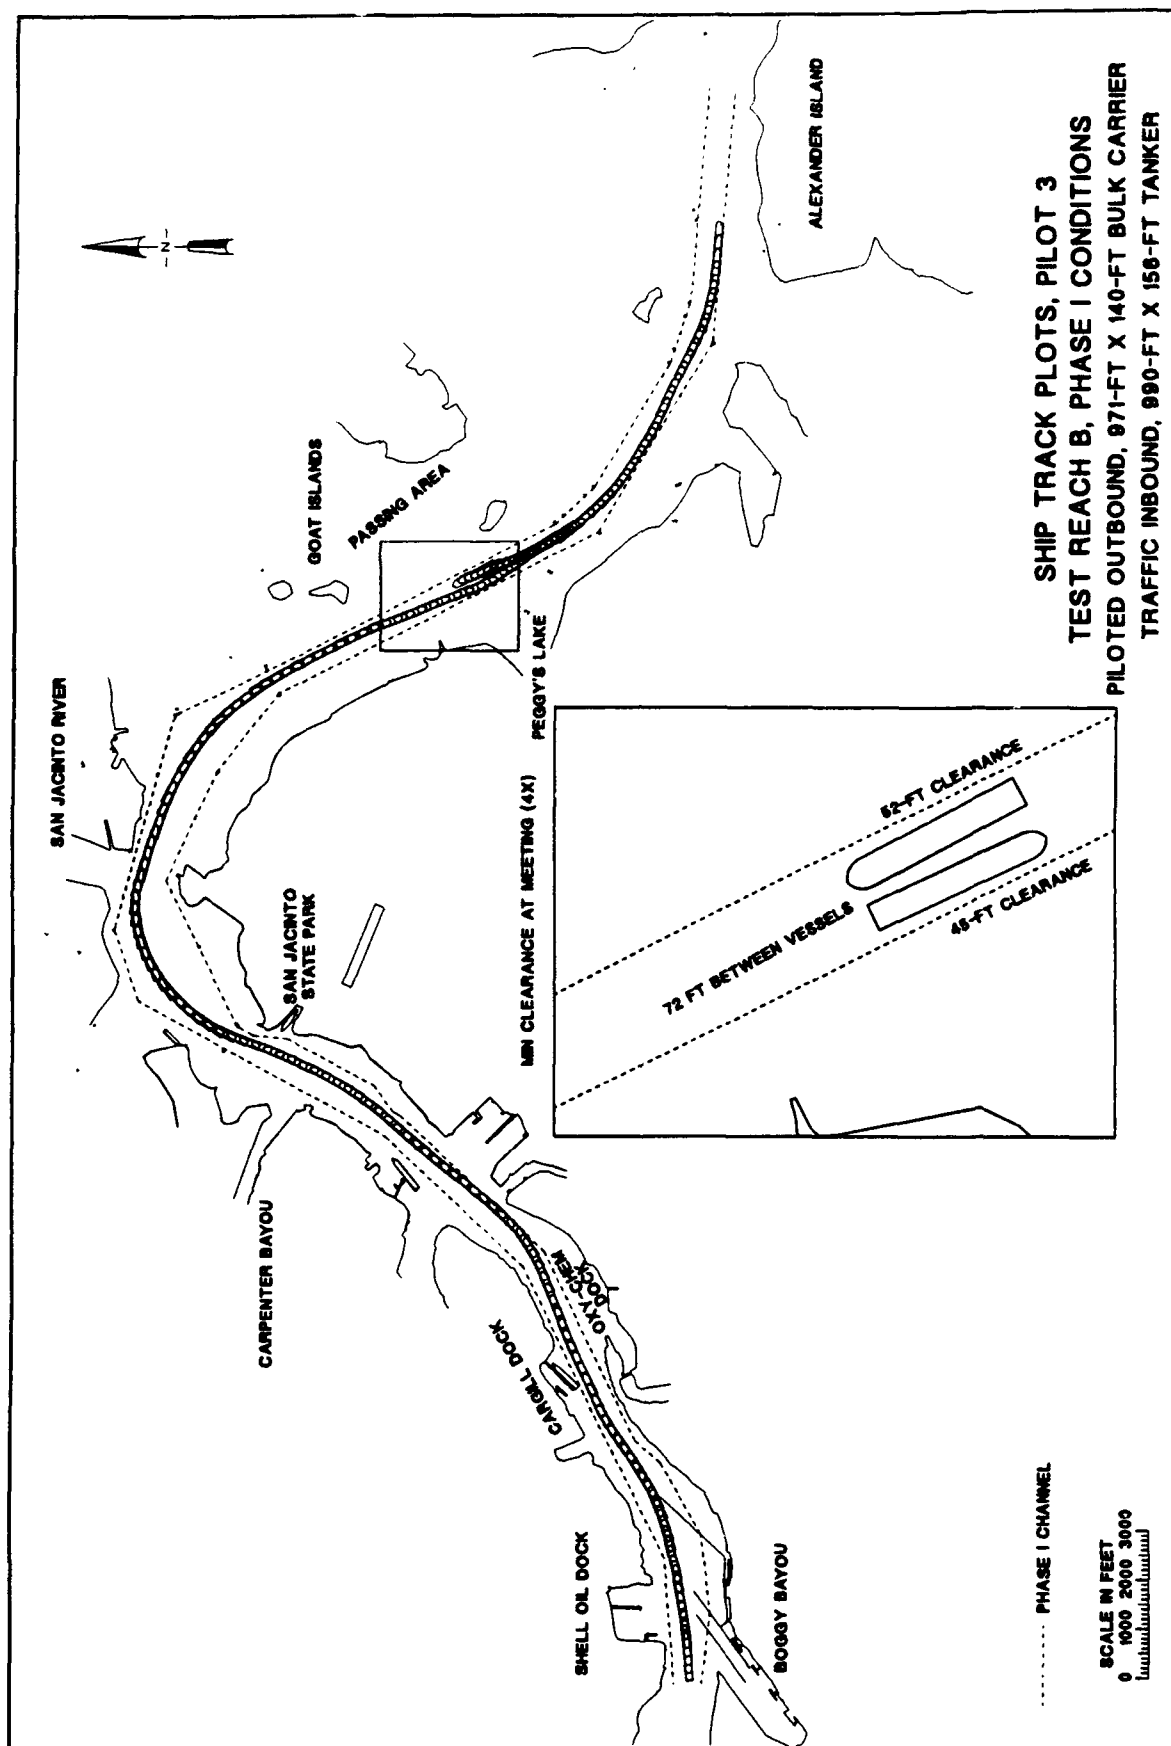 SHIP TRACK PLOTS, PILOT 3
TEST REACH B, PHASE I CONDITIONS
PILOTED OUTBOUND, 971-FT X 140-FT BULK CARRIER
TRAFFIC INBOUND, 990-FT X 156-FT TANKER
ALEXANDER ISLAND
N
GOAT ISLANDS
PASSING AREA
PEGGY'S LAKE
SAN JACINTO RIVER
SAN JACINTO
STATE PARK
CARPENTER BAYOU
OXY-CHEM
DOCK
CARGILL DOCK
SHELL OIL DOCK
BOGGY BAYOU
MIN CLEARANCE AT MEETING (4X)
52-FT CLEARANCE
72 FT BETWEEN VESSELS
45-FT CLEARANCE
PHASE I CHANNEL
SCALE IN FEET
0 1000 2000 3000